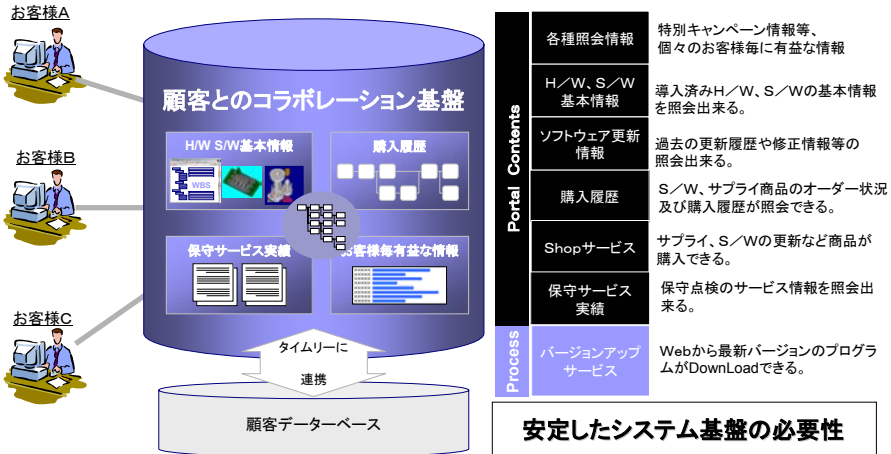 お客様A
お客様B
お客様C
顧客とのコラボレーション基盤
H/W S/W基本情報
WBS
購入履歴
保守サービス実績
お客様毎有益な情報
タイムリーに
連携
顧客データーベース
Portal Contents
各種照会情報
特別キャンペーン情報等、
個々のお客様毎に有益な情報
H／W、S／W
基本情報
導入済みH／W、S／Wの基本情報
を照会出来る。
ソフトウェア更新
情報
過去の更新履歴や修正情報等の
照会出来る。
購入履歴
S／W、サプライ商品のオーダー状況
及び購入履歴が照会できる。
Shopサービス
サプライ、S／Wの更新など商品が
購入できる。
保守サービス
実績
保守点検のサービス情報を照会出
来る。
Process
バージョンアップ
サービス
Webから最新バージョンのプログラ
ムがDownLoadできる。
安定したシステム基盤の必要性